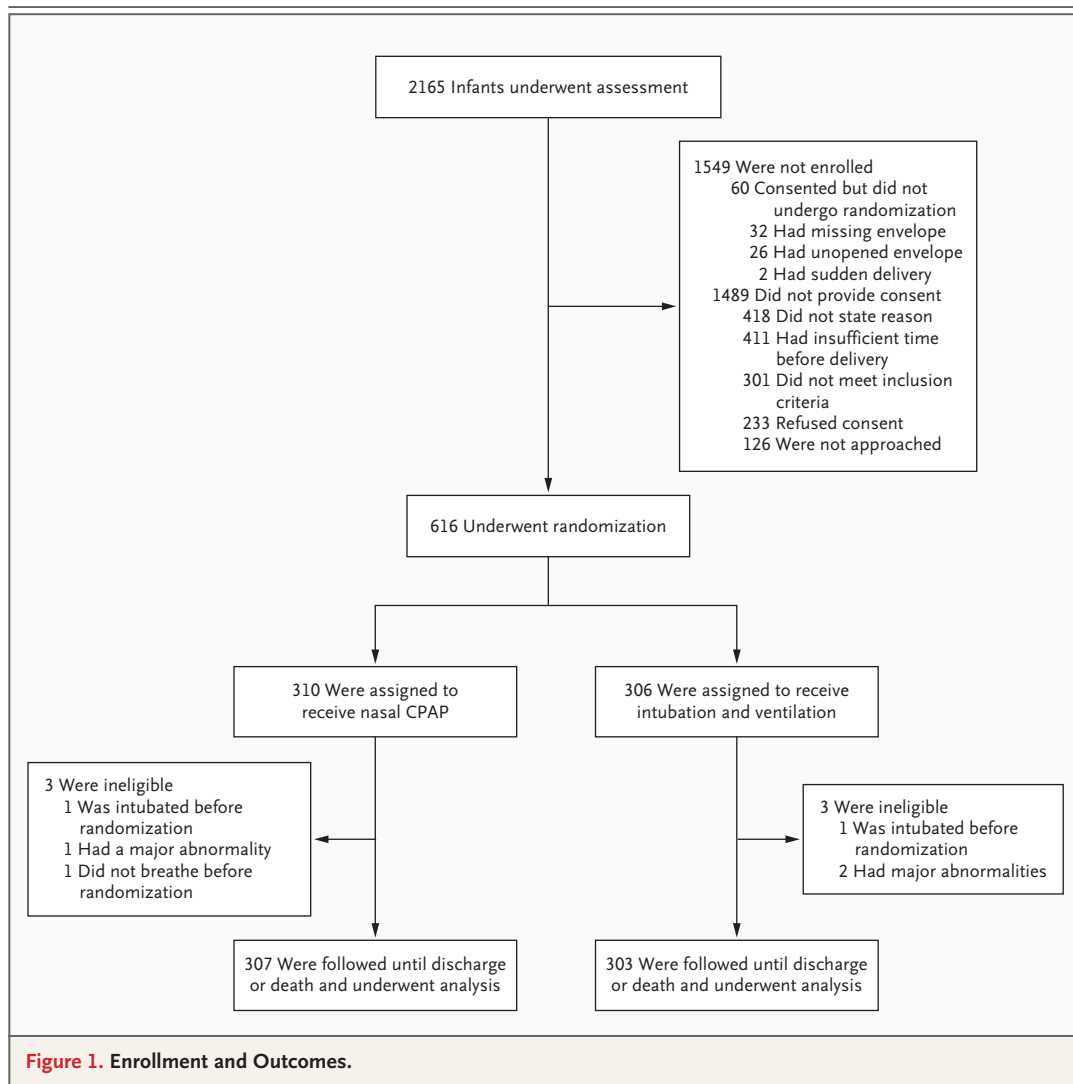 2165 Infants underwent assessment
1549 Were not enrolled
60 Consented but did not
undergo randomization
32 Had missing envelope
26 Had unopened envelope
2 Had sudden delivery
1489 Did not provide consent
418 Did not state reason
411 Had insufficient time
before delivery
301 Did not meet inclusion
criteria
233 Refused consent
126 Were not approached
616 Underwent randomization
310 Were assigned to
receive nasal CPAP
306 Were assigned to receive
intubation and ventilation
3 Were ineligible
1 Was intubated before
randomization
1 Had a major abnormality
1 Did not breathe before
randomization
3 Were ineligible
1 Was intubated before
randomization
2 Had major abnormalities
307 Were followed until discharge
or death and underwent analysis
303 Were followed until discharge
or death and underwent analysis
Figure 1. Enrollment and Outcomes.